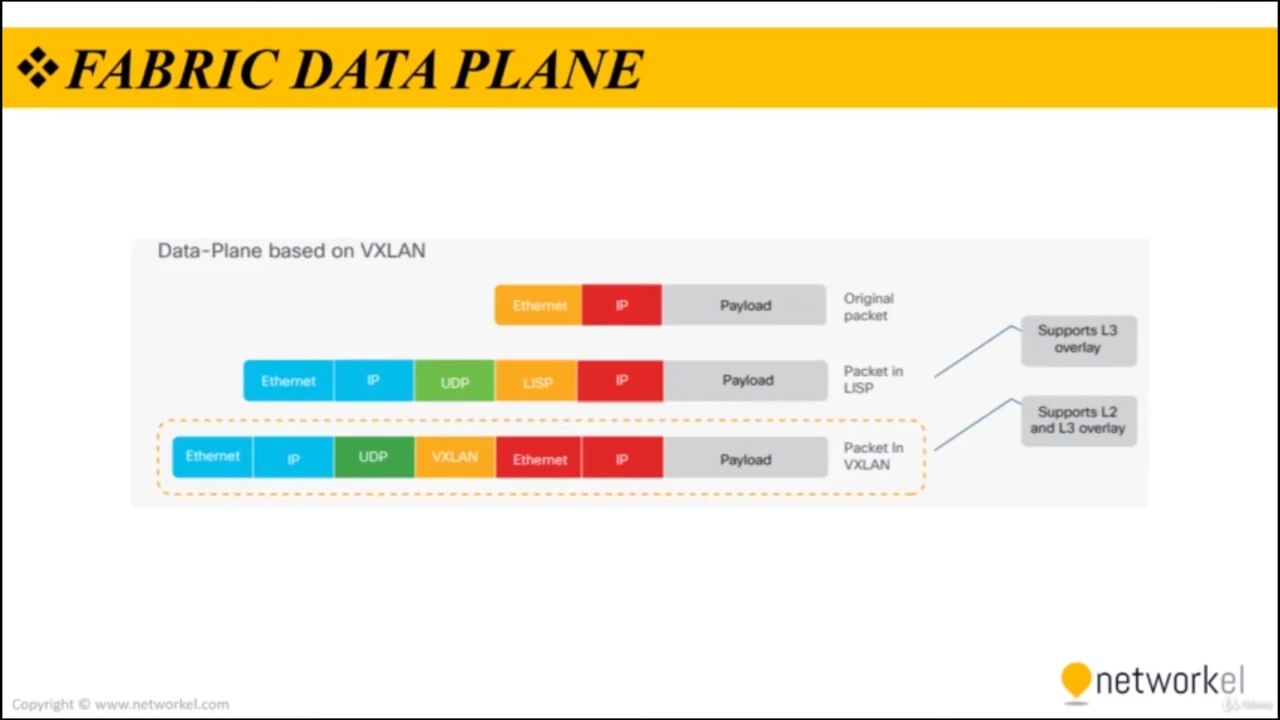 FABRIC DATA PLANE
Data-Plane based on VXLAN
Ethernet IP Payload Original
packet
Supports L3
overlay
Ethernet IP UDP LISP IP Payload Packet in
LISP
Supports L2
and L3 overlay
Ethernet IP UDP VXLAN Ethernet IP Payload Packet In
VXLAN
networkel
Copyright © www.networkel.com